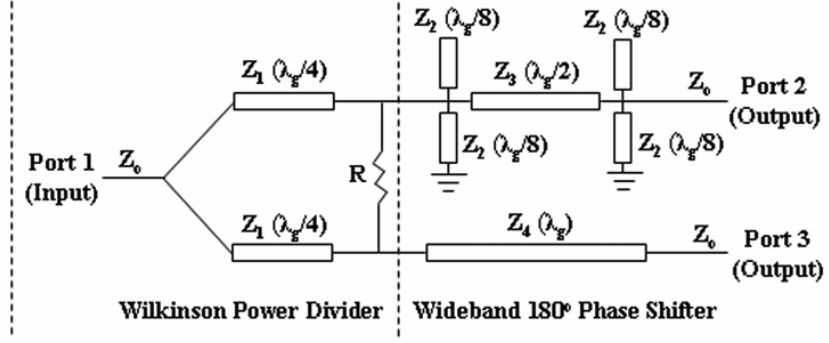 Z₂ (λg/8)
Z₂ (λg/8)
Z₁ (λg/4)
Z₃ (λg/2)
Zₒ
Port 2
(Output)
Z₂ (λg/8)
Z₂ (λg/8)
Port 1
(Input)
Zₒ
R
Z₁ (λg/4)
Z₄ (λg)
Zₒ
Port 3
(Output)
Wilkinson Power Divider
Wideband 180º Phase Shifter